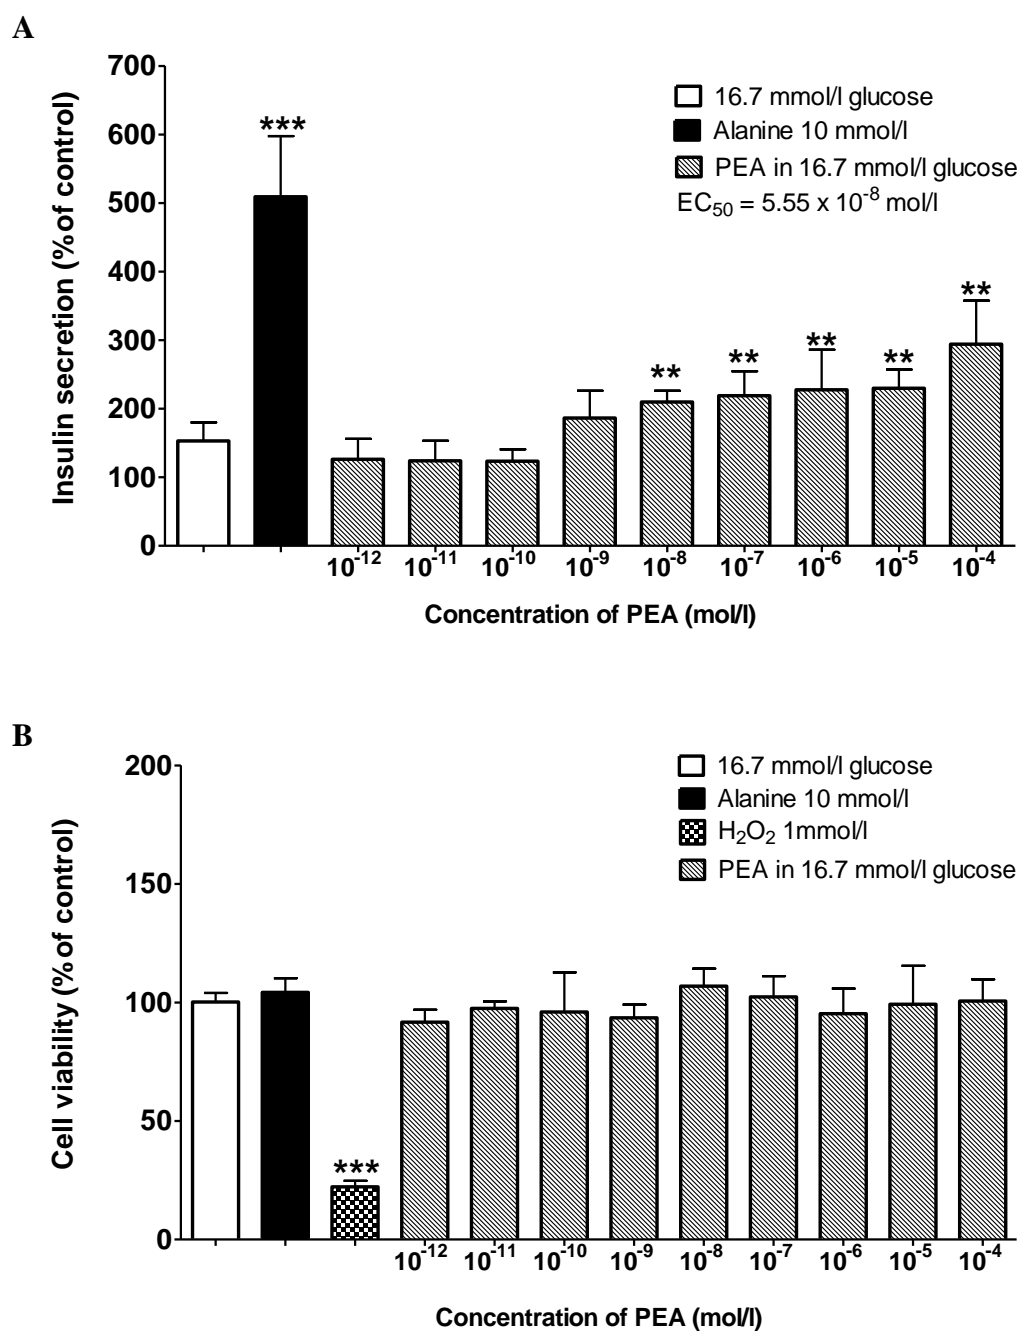 A
700
600
500
400
300
200
100
0
Insulin secretion (% of control)
***
**
**
**
**
**
16.7 mmol/l glucose
Alanine 10 mmol/l
PEA in 16.7 mmol/l glucose
EC₅₀ = 5.55 x 10⁻⁸ mol/l
10⁻¹² 10⁻¹¹ 10⁻¹⁰ 10⁻⁹ 10⁻⁸ 10⁻⁷ 10⁻⁶ 10⁻⁵ 10⁻⁴
Concentration of PEA (mol/l)
B
200
150
100
50
0
Cell viability (% of control)
***
16.7 mmol/l glucose
Alanine 10 mmol/l
H₂O₂ 1mmol/l
PEA in 16.7 mmol/l glucose
10⁻¹² 10⁻¹¹ 10⁻¹⁰ 10⁻⁹ 10⁻⁸ 10⁻⁷ 10⁻⁶ 10⁻⁵ 10⁻⁴
Concentration of PEA (mol/l)